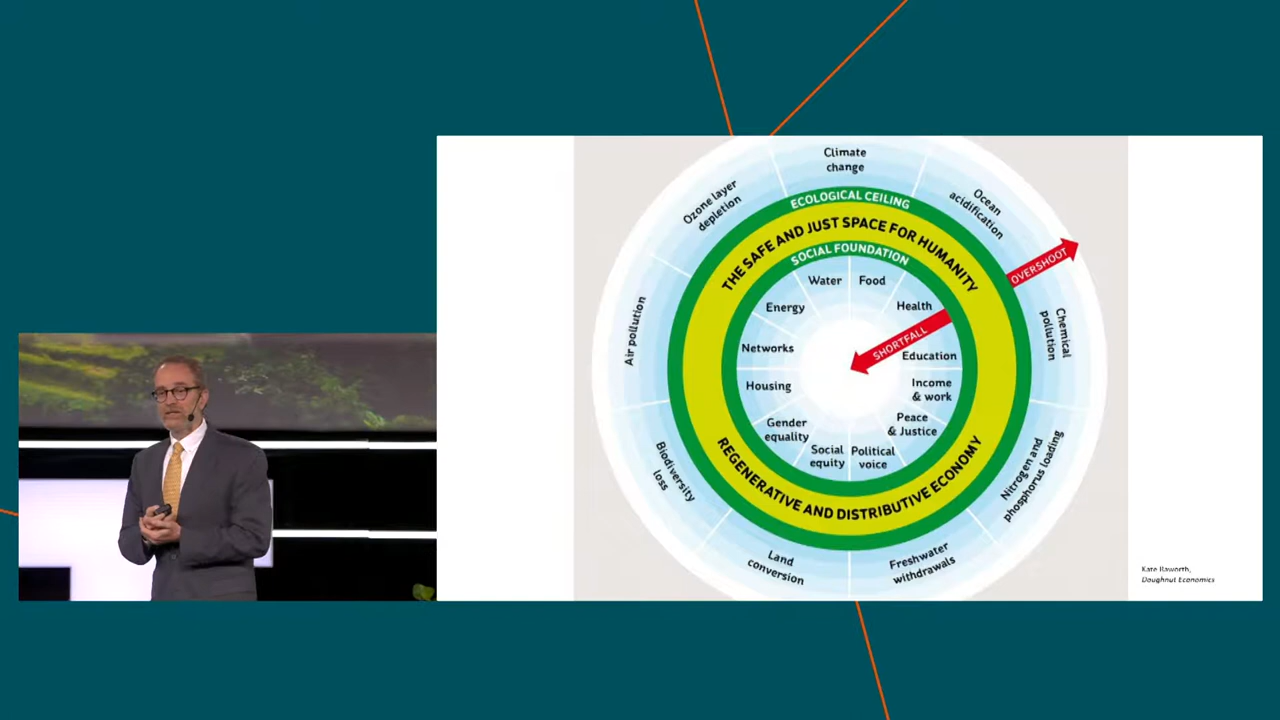 Climate
change
Ozone layer
depletion
Ocean
acidification
ECOLOGICAL CEILING
THE SAFE AND JUST SPACE FOR HUMANITY
SOCIAL FOUNDATION
OVERSHOOT
Water
Food
Energy
Health
Air pollution
Chemical
pollution
Networks
SHORTFALL
Education
Housing
Income
& work
Gender
equality
Peace
& Justice
Social
equity
Political
voice
Biodiversity
loss
Nitrogen and
phosphorus loading
REGENERATIVE AND DISTRIBUTIVE ECONOMY
Land
conversion
Freshwater
withdrawals
Kate Raworth,
Doughnut Economics